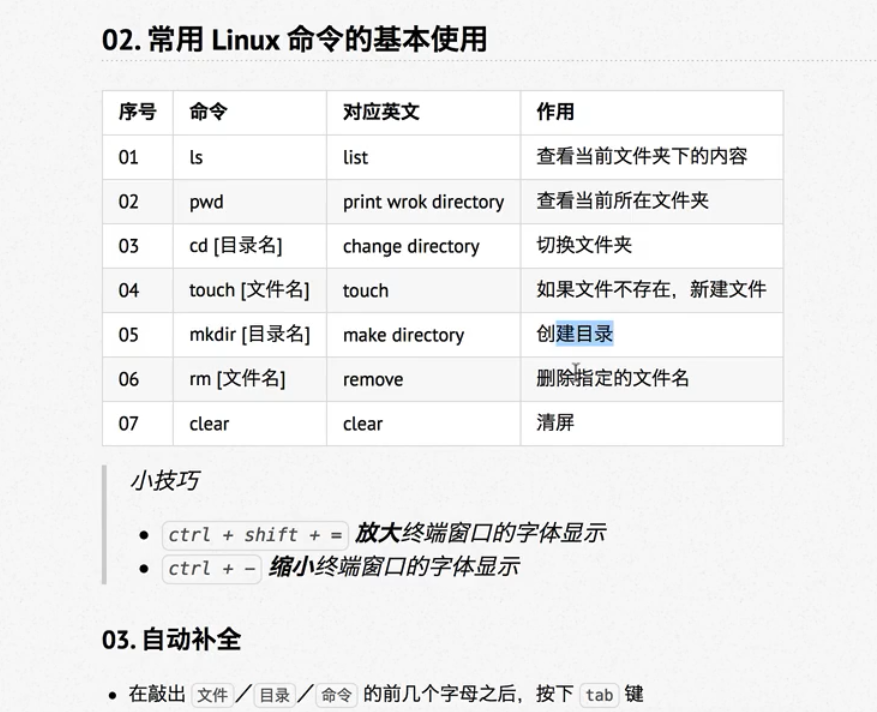 02. 常用 Linux 命令的基本使用
序号 命令 对应英文 作用
01 ls list 查看当前文件夹下的内容
02 pwd print wrok directory 查看当前所在文件夹
03 cd [目录名] change directory 切换文件夹
04 touch [文件名] touch 如果文件不存在，新建文件
05 mkdir [目录名] make directory 创建目录
06 rm [文件名] remove 删除指定的文件名
07 clear clear 清屏
小技巧
• ctrl + shift + = 放大终端窗口的字体显示
• ctrl + - 缩小终端窗口的字体显示
03. 自动补全
• 在敲出 文件／目录／命令 的前几个字母之后，按下 tab 键